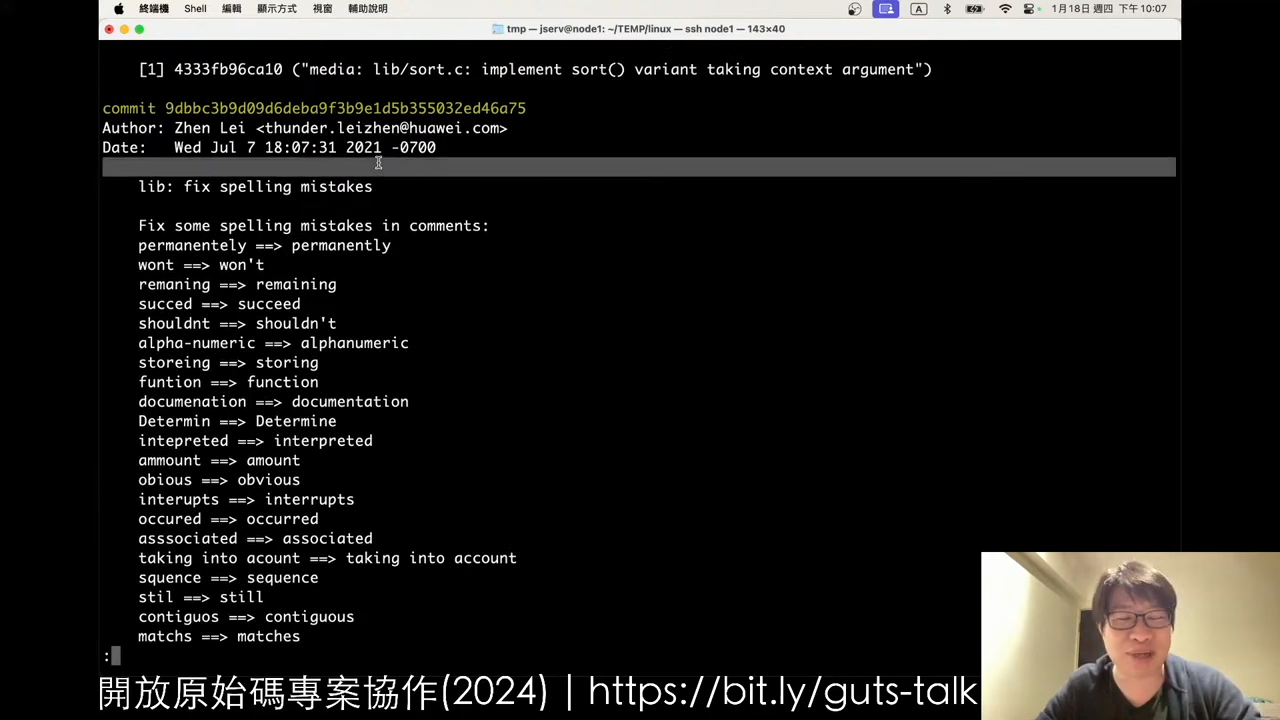 終端機 Shell 編輯 顯示方式 視窗 輔助說明 A 1月18日 週四 下午10:07
tmp — jserv@node1: ~/TEMP/linux — ssh node1 — 143×40
[1] 4333fb96ca10 ("media: lib/sort.c: implement sort() variant taking context argument")
commit 9dbbc3b9d09d6deba9f3b9e1d5b355032ed46a75
Author: Zhen Lei <thunder.leizhen@huawei.com>
Date:   Wed Jul 7 18:07:31 2021 -0700
lib: fix spelling mistakes
Fix some spelling mistakes in comments:
permanentely ==> permanently
wont ==> won't
remaning ==> remaining
succed ==> succeed
shouldnt ==> shouldn't
alpha-numeric ==> alphanumeric
storeing ==> storing
funtion ==> function
documenation ==> documentation
Determin ==> Determine
intepreted ==> interpreted
ammount ==> amount
obious ==> obvious
interupts ==> interrupts
occured ==> occurred
asssociated ==> associated
taking into acount ==> taking into account
squence ==> sequence
stil ==> still
contiguos ==> contiguous
matchs ==> matches
:
開放原始碼專案協作(2024) | https://bit.ly/guts-talk